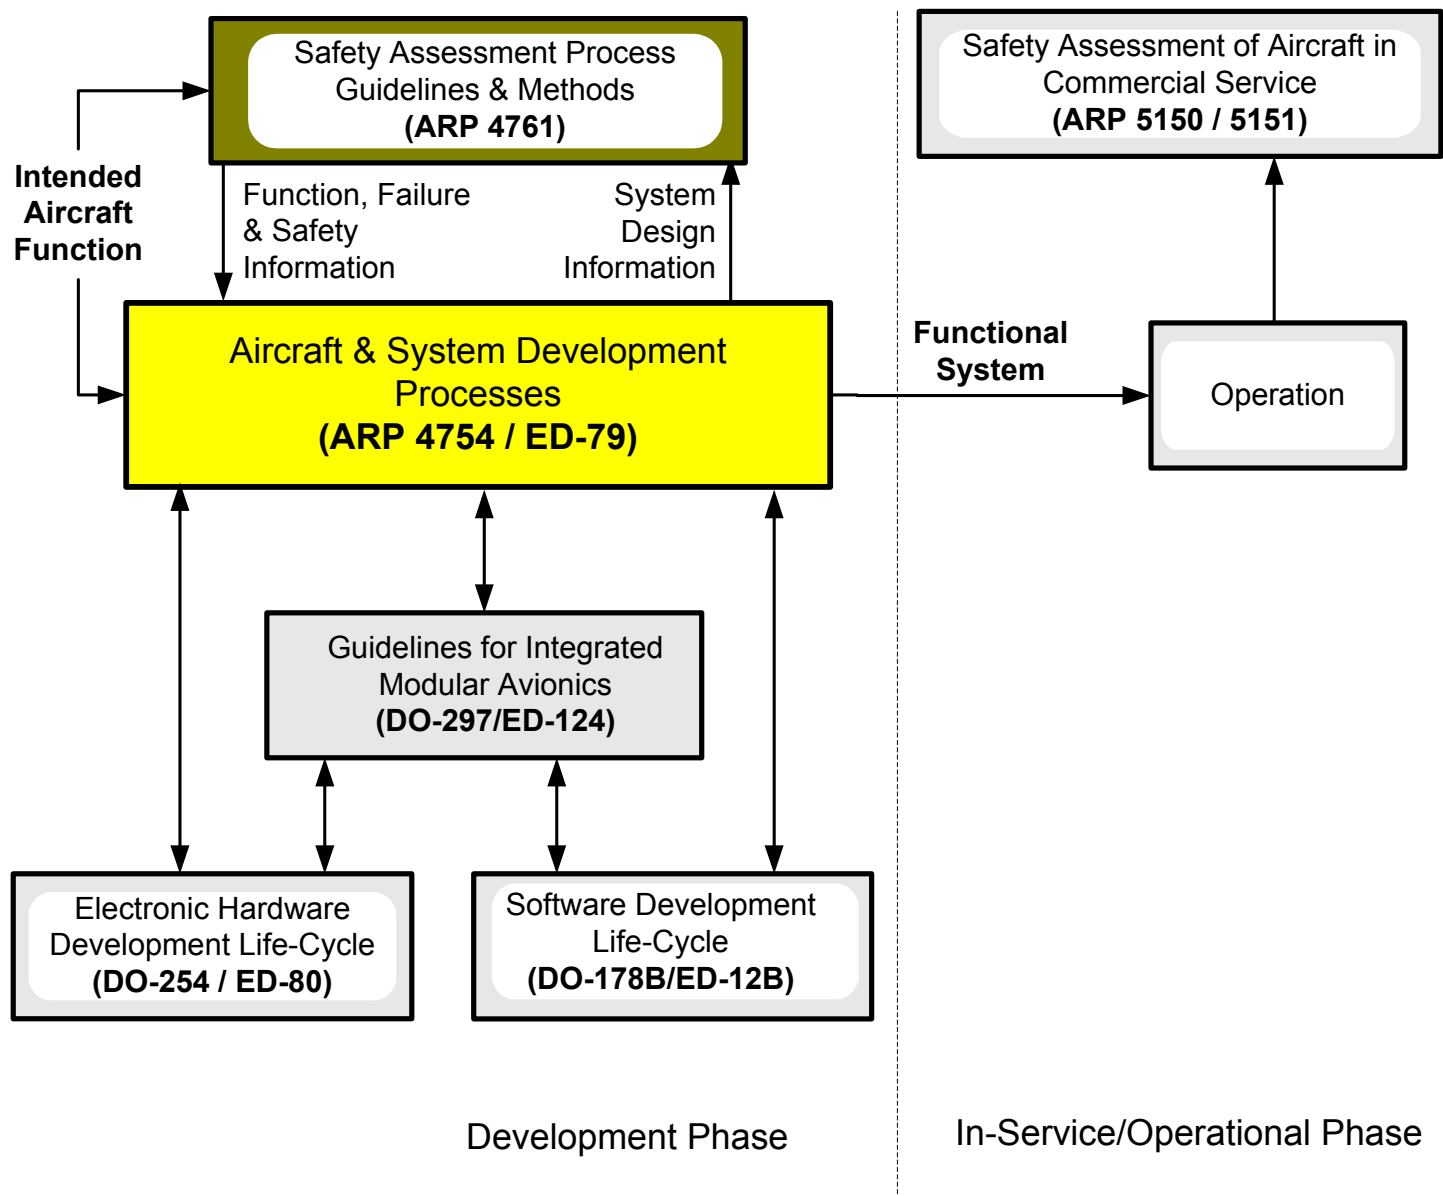 Safety Assessment Process
Guidelines & Methods
(ARP 4761)
Safety Assessment of Aircraft in
Commercial Service
(ARP 5150 / 5151)
Intended
Aircraft
Function
Function, Failure
& Safety
Information
System
Design
Information
Aircraft & System Development
Processes
(ARP 4754 / ED-79)
Functional
System
Operation
Guidelines for Integrated
Modular Avionics
(DO-297/ED-124)
Electronic Hardware
Development Life-Cycle
(DO-254 / ED-80)
Software Development
Life-Cycle
(DO-178B/ED-12B)
Development Phase
In-Service/Operational Phase